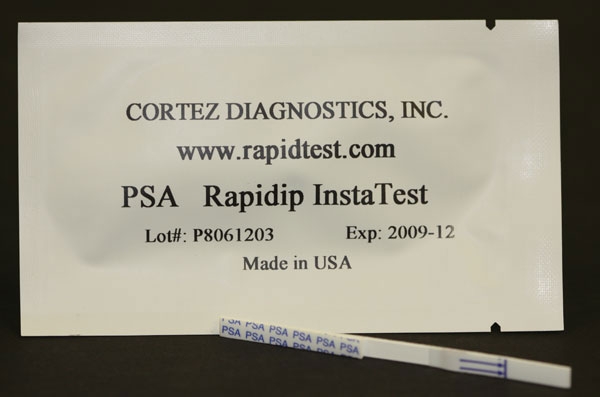 CORTEZ DIAGNOSTICS, INC.
www.rapidtest.com
PSA Rapidip InstaTest
Lot#: P8061203 Exp: 2009-12
Made in USA
PSA PSA PSA PSA PSA PSA
PSA PSA PSA PSA PSA PSA